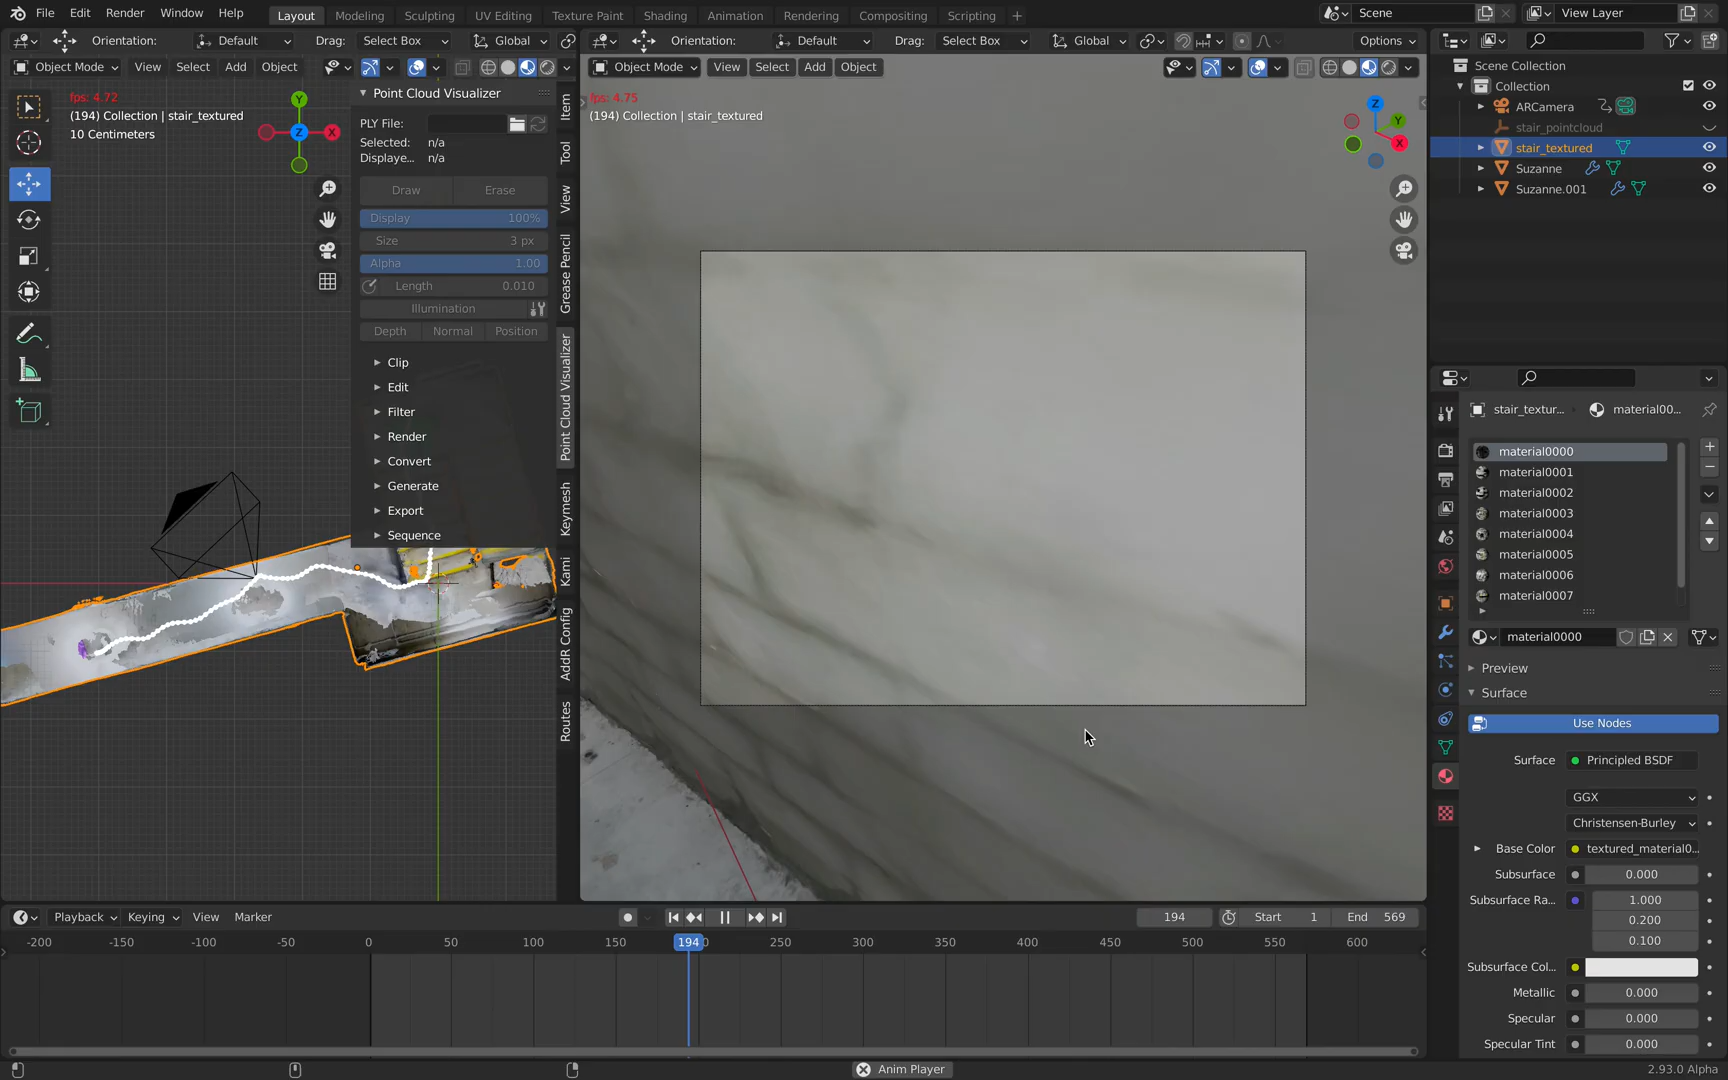 File Edit Render Window Help Layout Modeling Sculpting UV Editing Texture Paint Shading Animation Rendering Compositing Scripting + Scene View Layer
Orientation: Default Drag: Select Box Global
Orientation: Default Drag: Select Box Global Options
Object Mode View Select Add Object
Object Mode View Select Add Object
fps: 4.72
(194) Collection | stair_textured
10 Centimeters
Y
Z
X
Point Cloud Visualizer
PLY File:
Selected: n/a
Displaye... n/a
Draw Erase
Display 100%
Size 3 px
Alpha 1.00
Length 0.010
Illumination
Depth Normal Position
Clip
Edit
Filter
Render
Convert
Generate
Export
Sequence
Item
Tool
View
Grease Pencil
Point Cloud Visualizer
Keymesh
Kami
AddR Config
Routes
fps: 4.75
(194) Collection | stair_textured
Z
Y
X
Scene Collection
Collection
ARCamera
stair_pointcloud
stair_textured
Suzanne
Suzanne.001
stair_textur... material00...
material0000
material0001
material0002
material0003
material0004
material0005
material0006
material0007
material0000
Preview
Surface
Use Nodes
Surface Principled BSDF
GGX
Christensen-Burley
Base Color textured_material0...
Subsurface 0.000
Subsurface Ra... 1.000
0.200
0.100
Subsurface Col...
Metallic 0.000
Specular 0.000
Specular Tint 0.000
Playback Keying View Marker 194 Start 1 End 569
-200 -150 -100 -50 0 50 100 150 194 250 300 350 400 450 500 550 600
Anim Player
2.93.0 Alpha